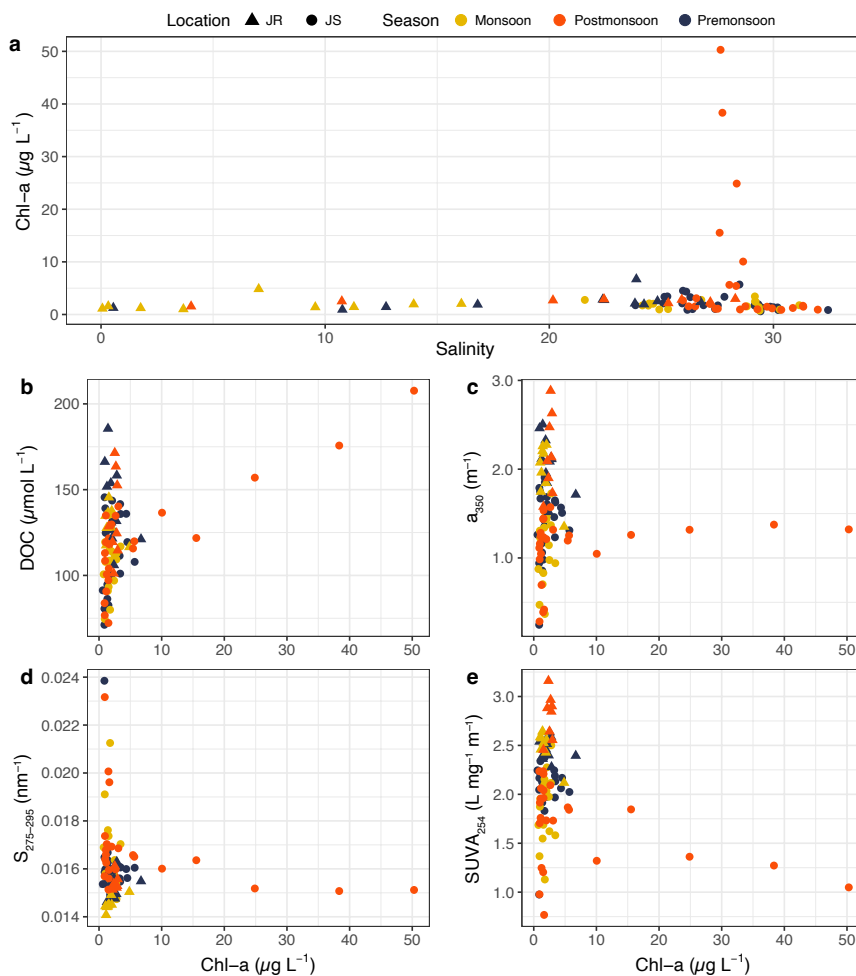 Location JR JS Season Monsoon Postmonsoon Premonsoon
a
50
40
30
20
10
0
Chl−a (µg L⁻¹)
0 10 20 30
Salinity
b
200
150
100
DOC (µmol L⁻¹)
0 10 20 30 40 50
c
3.0
2.4
1.8
1.2
0.6
a₃₅₀ (m⁻¹)
0 10 20 30 40 50
d
0.024
0.022
0.020
0.018
0.016
0.014
S₂₇₅₋₂₉₅ (nm⁻¹)
0 10 20 30 40 50
Chl−a (µg L⁻¹)
e
3.0
2.5
2.0
1.5
1.0
SUVA₂₅₄ (L mg⁻¹ m⁻¹)
0 10 20 30 40 50
Chl−a (µg L⁻¹)